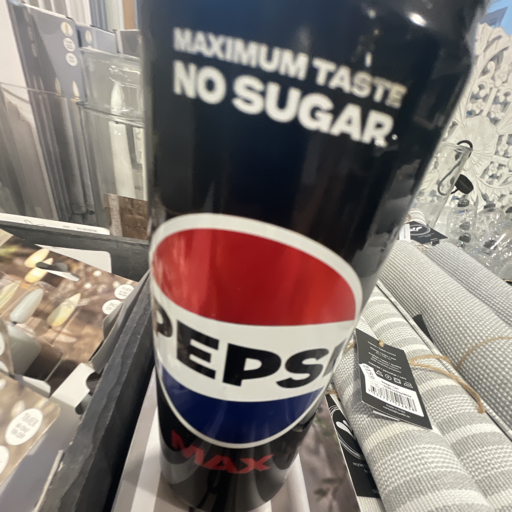 MAXIMUM TASTE
NO SUGAR
PEPSI
MAX